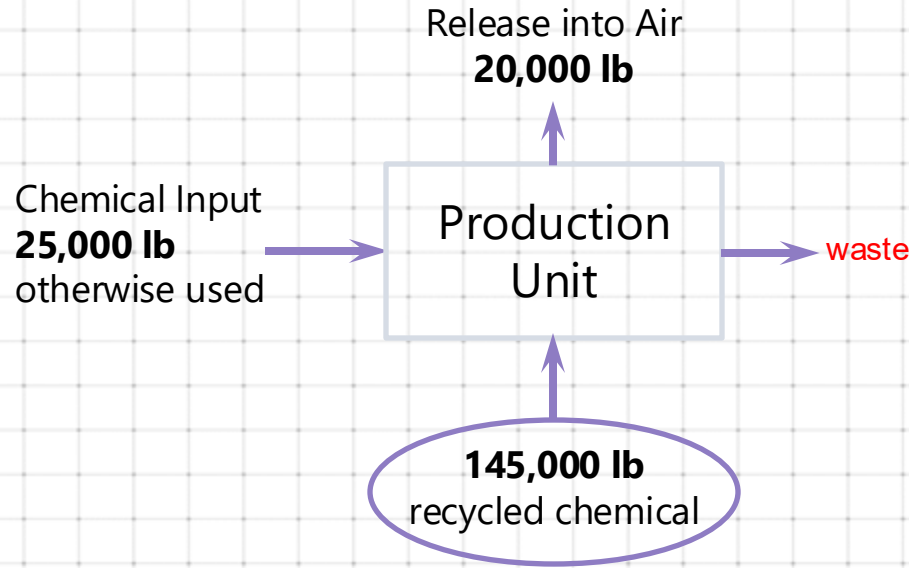 Release into Air
20,000 lb
Chemical Input
25,000 lb
otherwise used
Production
Unit
waste
145,000 lb
recycled chemical